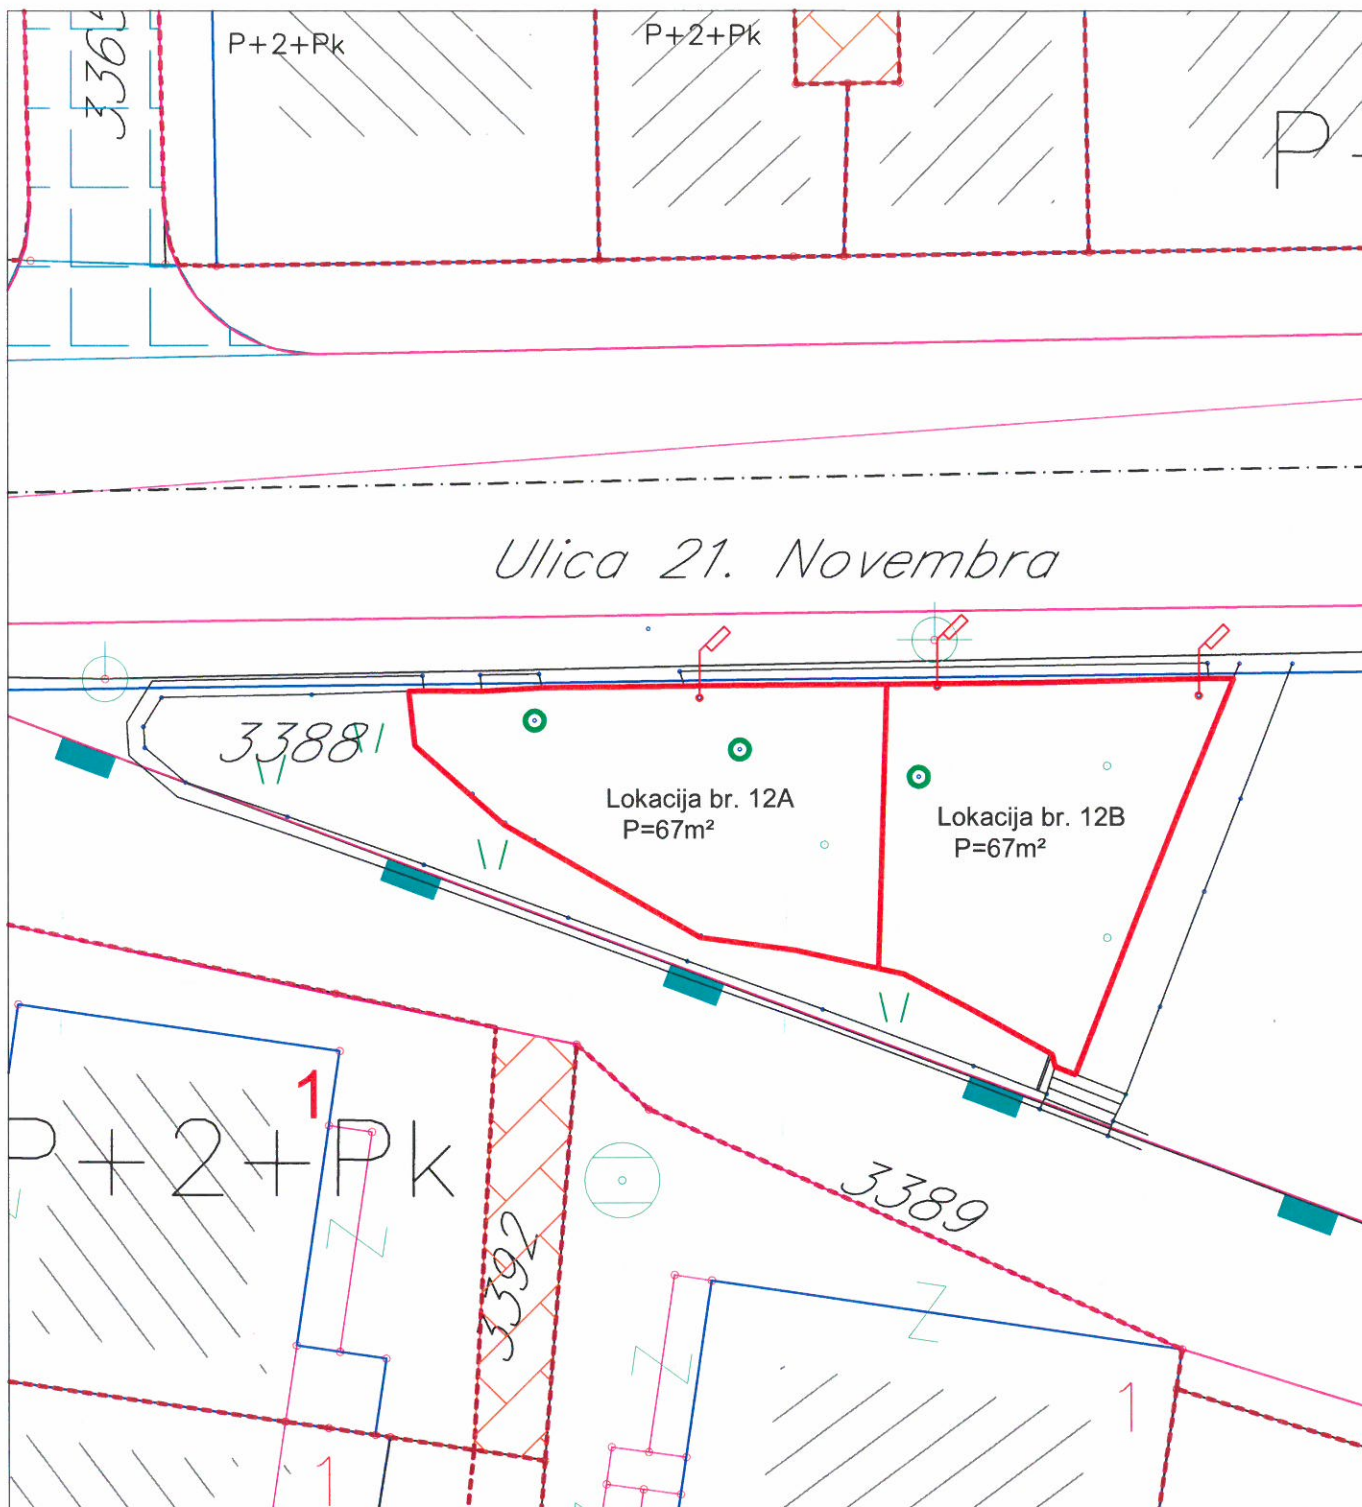 P+2+Pk
P+2+Pk
P
Ulica 21. Novembra
3388
Lokacija br. 12A
P=67m²
Lokacija br. 12B
P=67m²
1
P+2+Pk
3389
3392
1
1